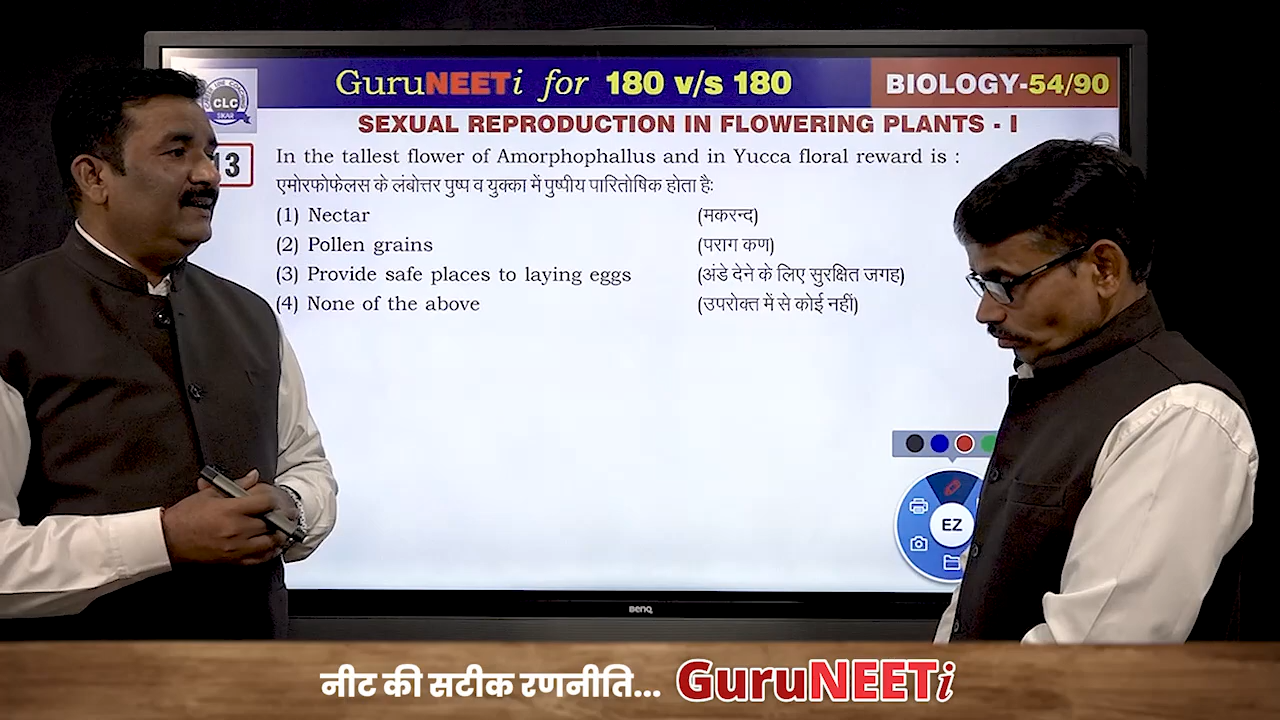 GuruNEETi for 180 v/s 180
BIOLOGY-54/90
CLC
SIKAR
SEXUAL REPRODUCTION IN FLOWERING PLANTS - I
13
In the tallest flower of Amorphophallus and in Yucca floral reward is :
एमोरफोफेलस के लंबोत्तर पुष्प व युक्का में पुष्पीय पारितोषिक होता है:
(1) Nectar (मकरन्द)
(2) Pollen grains (पराग कण)
(3) Provide safe places to laying eggs (अंडे देने के लिए सुरक्षित जगह)
(4) None of the above (उपरोक्त में से कोई नहीं)
EZ
BenQ
नीट की सटीक रणनीति... GuruNEETi